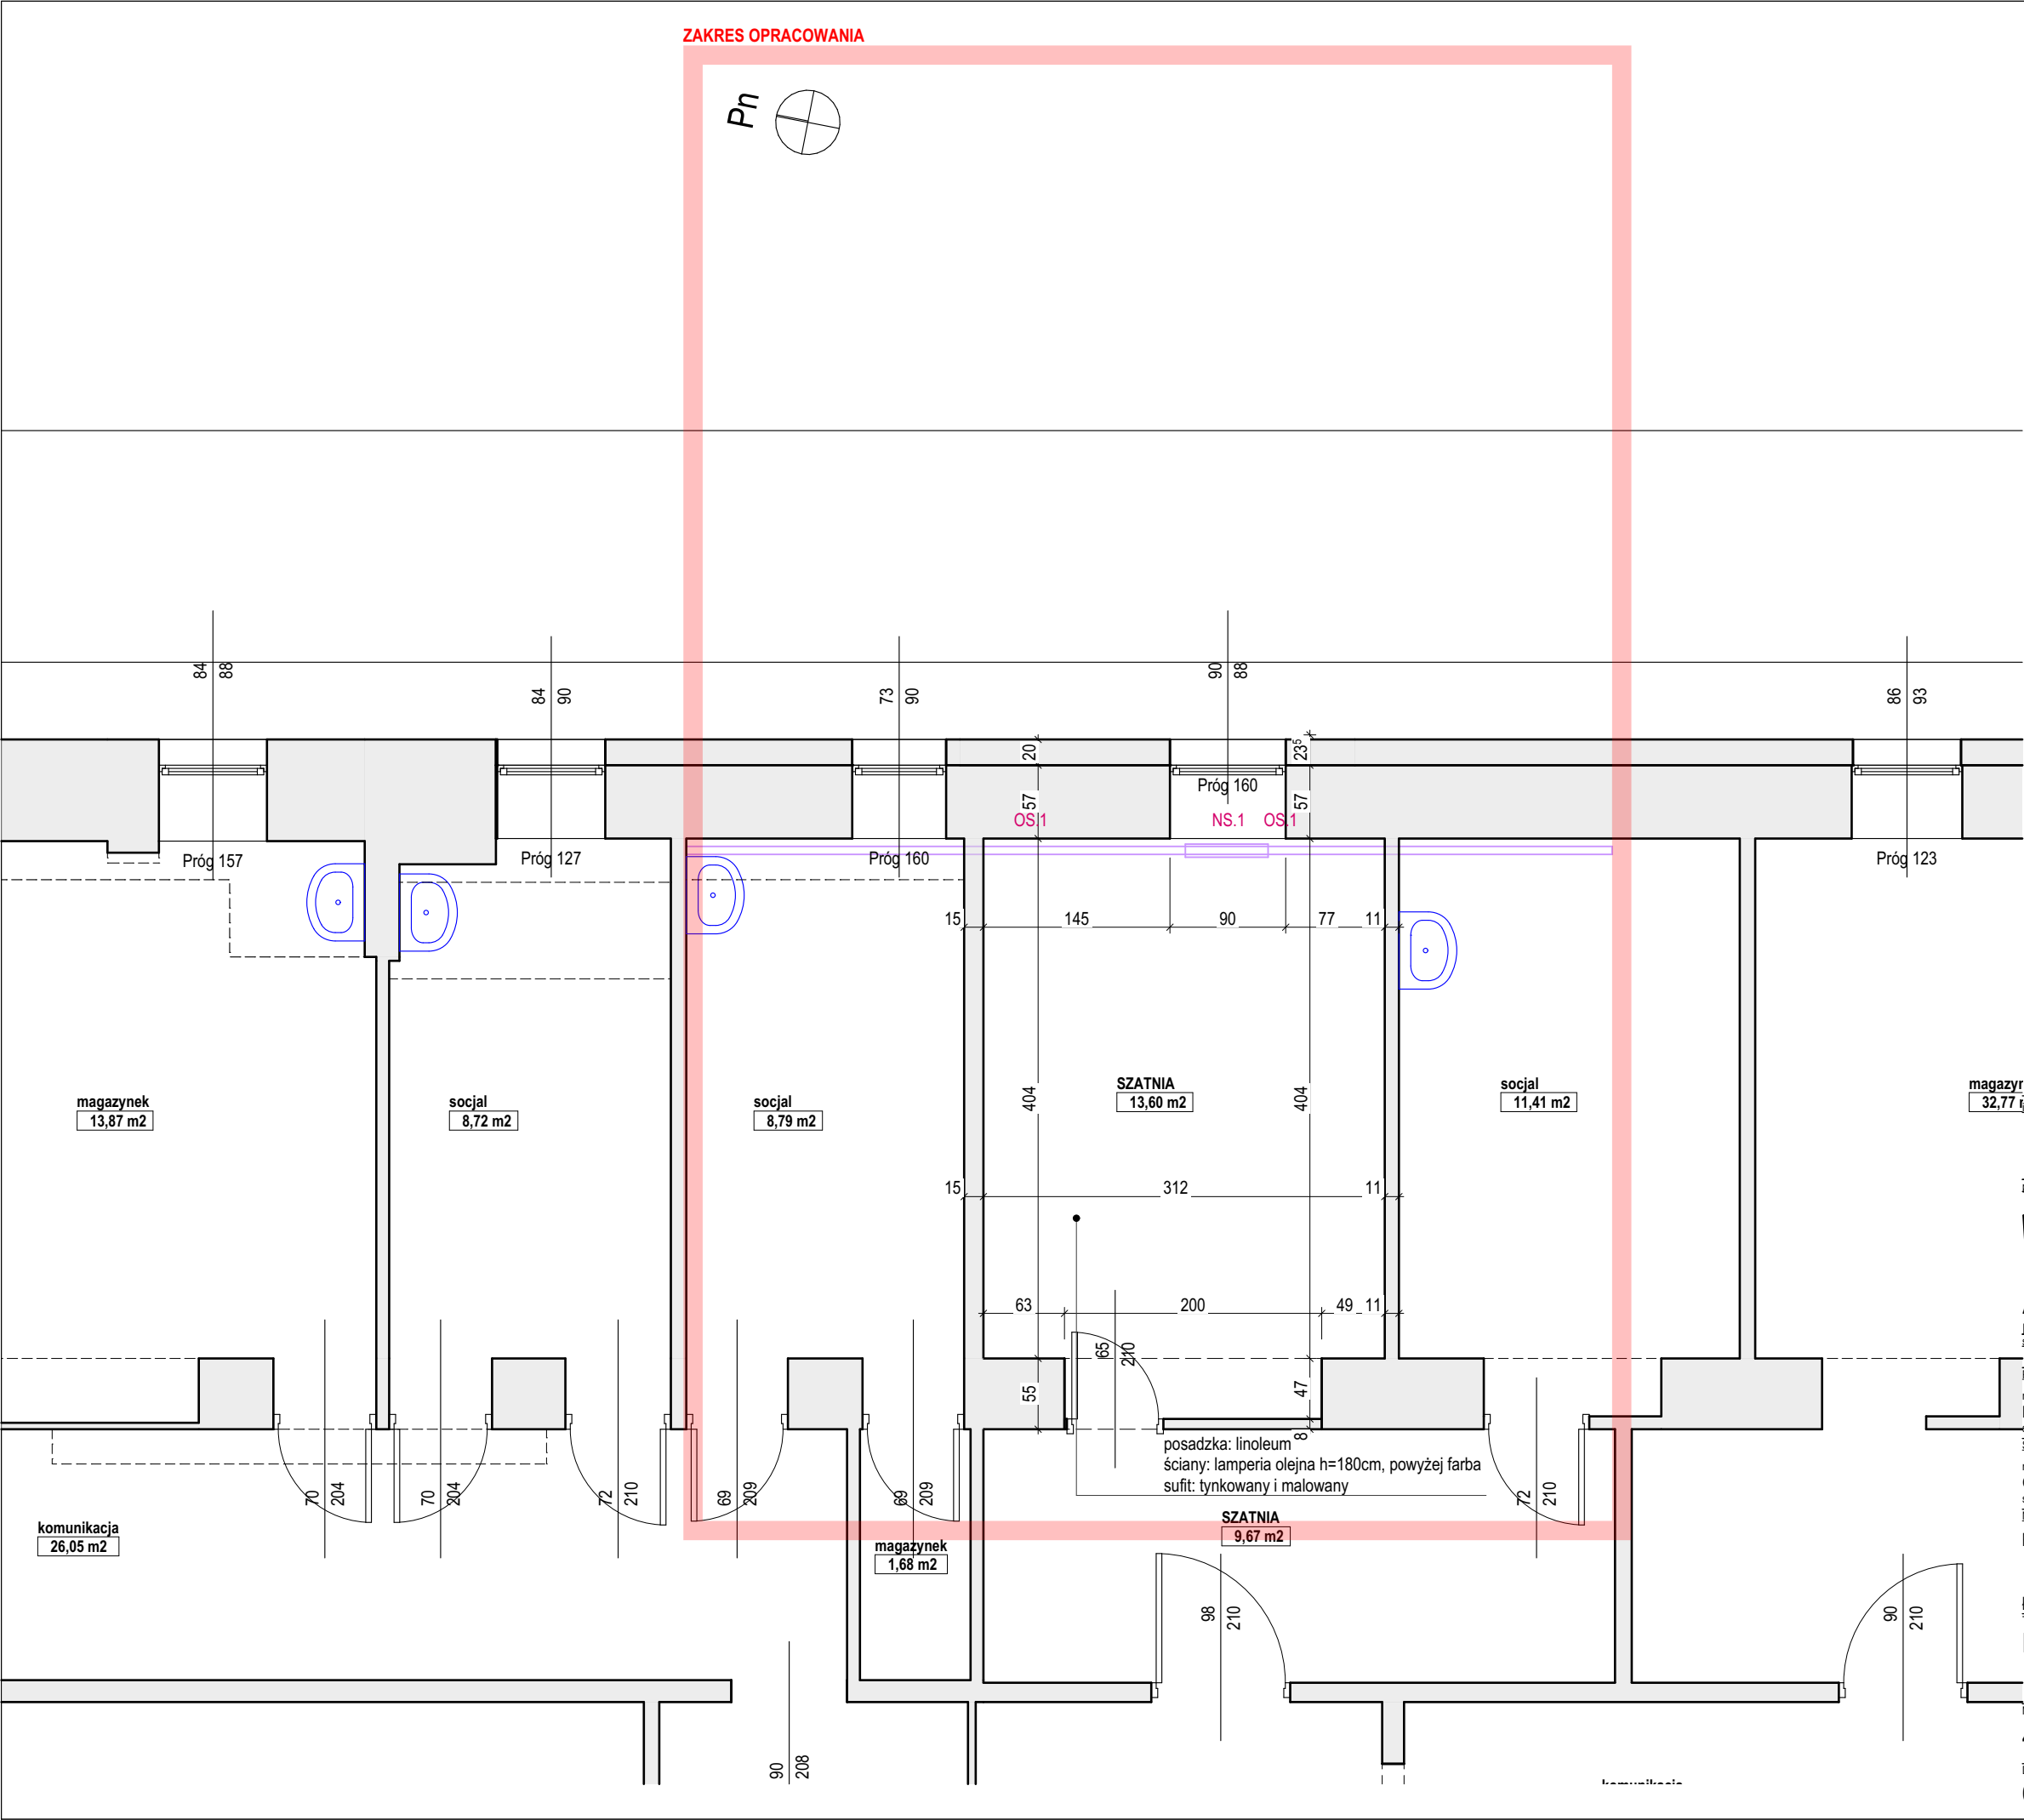 ZAKRES OPRACOWANIA
Pn
84
88
84
90
73
90
90
88
86
93
20
23⁵
57
57
Próg 160
OS.1
NS.1
OS.1
Próg 157
Próg 127
Próg 160
Próg 123
15
145
90
77
11
404
404
magazynek
13,87 m2
socjal
8,72 m2
socjal
8,79 m2
SZATNIA
13,60 m2
socjal
11,41 m2
32,77
15
312
11
63
200
49
11
65
210
55
47
8
posadzka: linoleum
ściany: lamperia olejna h=180cm, powyżej farba
sufit: tynkowany i malowany
70
204
70
204
72
210
69
209
69
209
72
210
komunikacja
26,05 m2
magazynek
1,68 m2
SZATNIA
9,67 m2
98
210
90
210
90
208